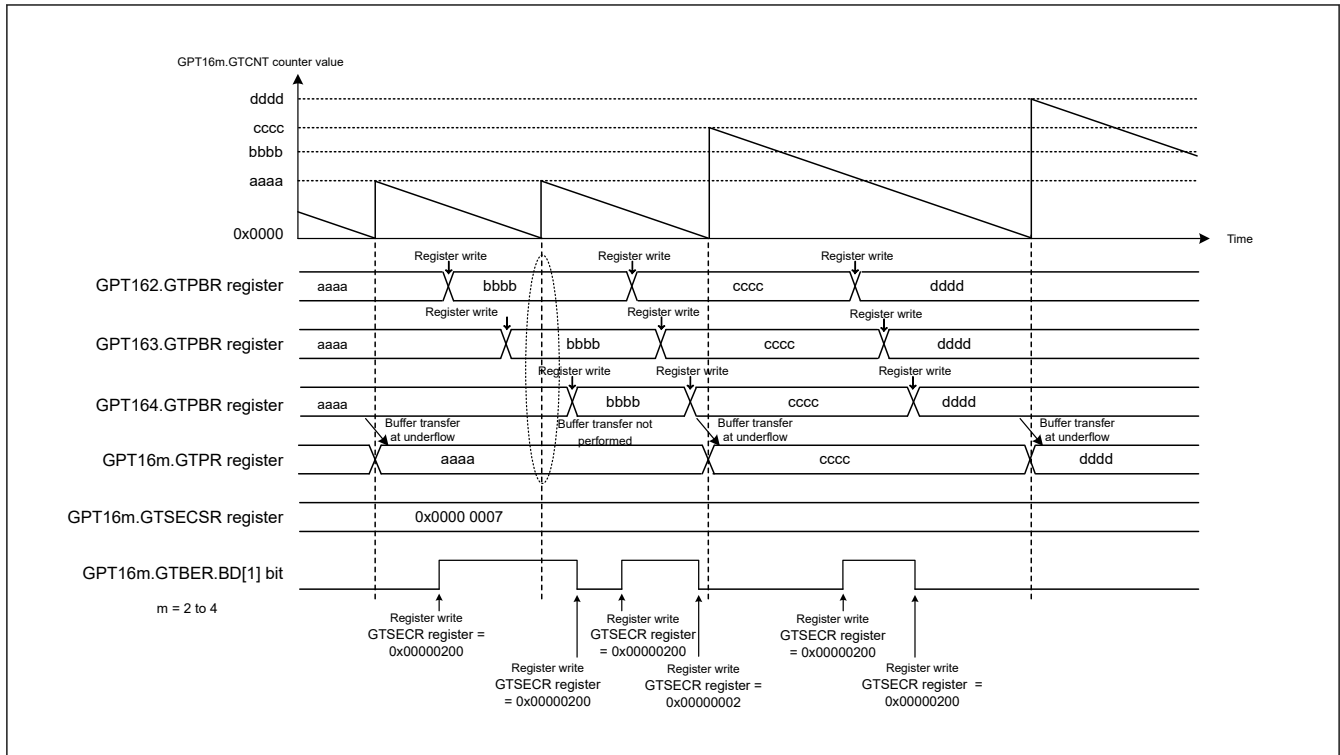 GPT16m.GTCNT counter value
dddd
cccc
bbbb
aaaa
0x0000
Time
Register write Register write Register write
GPT162.GTPBR register aaaa bbbb cccc dddd
Register write Register write Register write
GPT163.GTPBR register aaaa bbbb cccc dddd
Register write Register write Register write
GPT164.GTPBR register aaaa bbbb cccc dddd
Buffer transfer Buffer transfer not Buffer transfer Buffer transfer
at underflow performed at underflow at underflow
GPT16m.GTPR register aaaa cccc dddd
GPT16m.GTSECSR register 0x0000 0007
GPT16m.GTBER.BD[1] bit
m = 2 to 4
Register write
GTSECR register =
0x00000200
Register write
GTSECR register
= 0x00000200
Register write
GTSECR register
= 0x00000200
Register write
GTSECR register =
0x00000002
Register write
GTSECR register
= 0x00000200
Register write
GTSECR register =
0x00000200